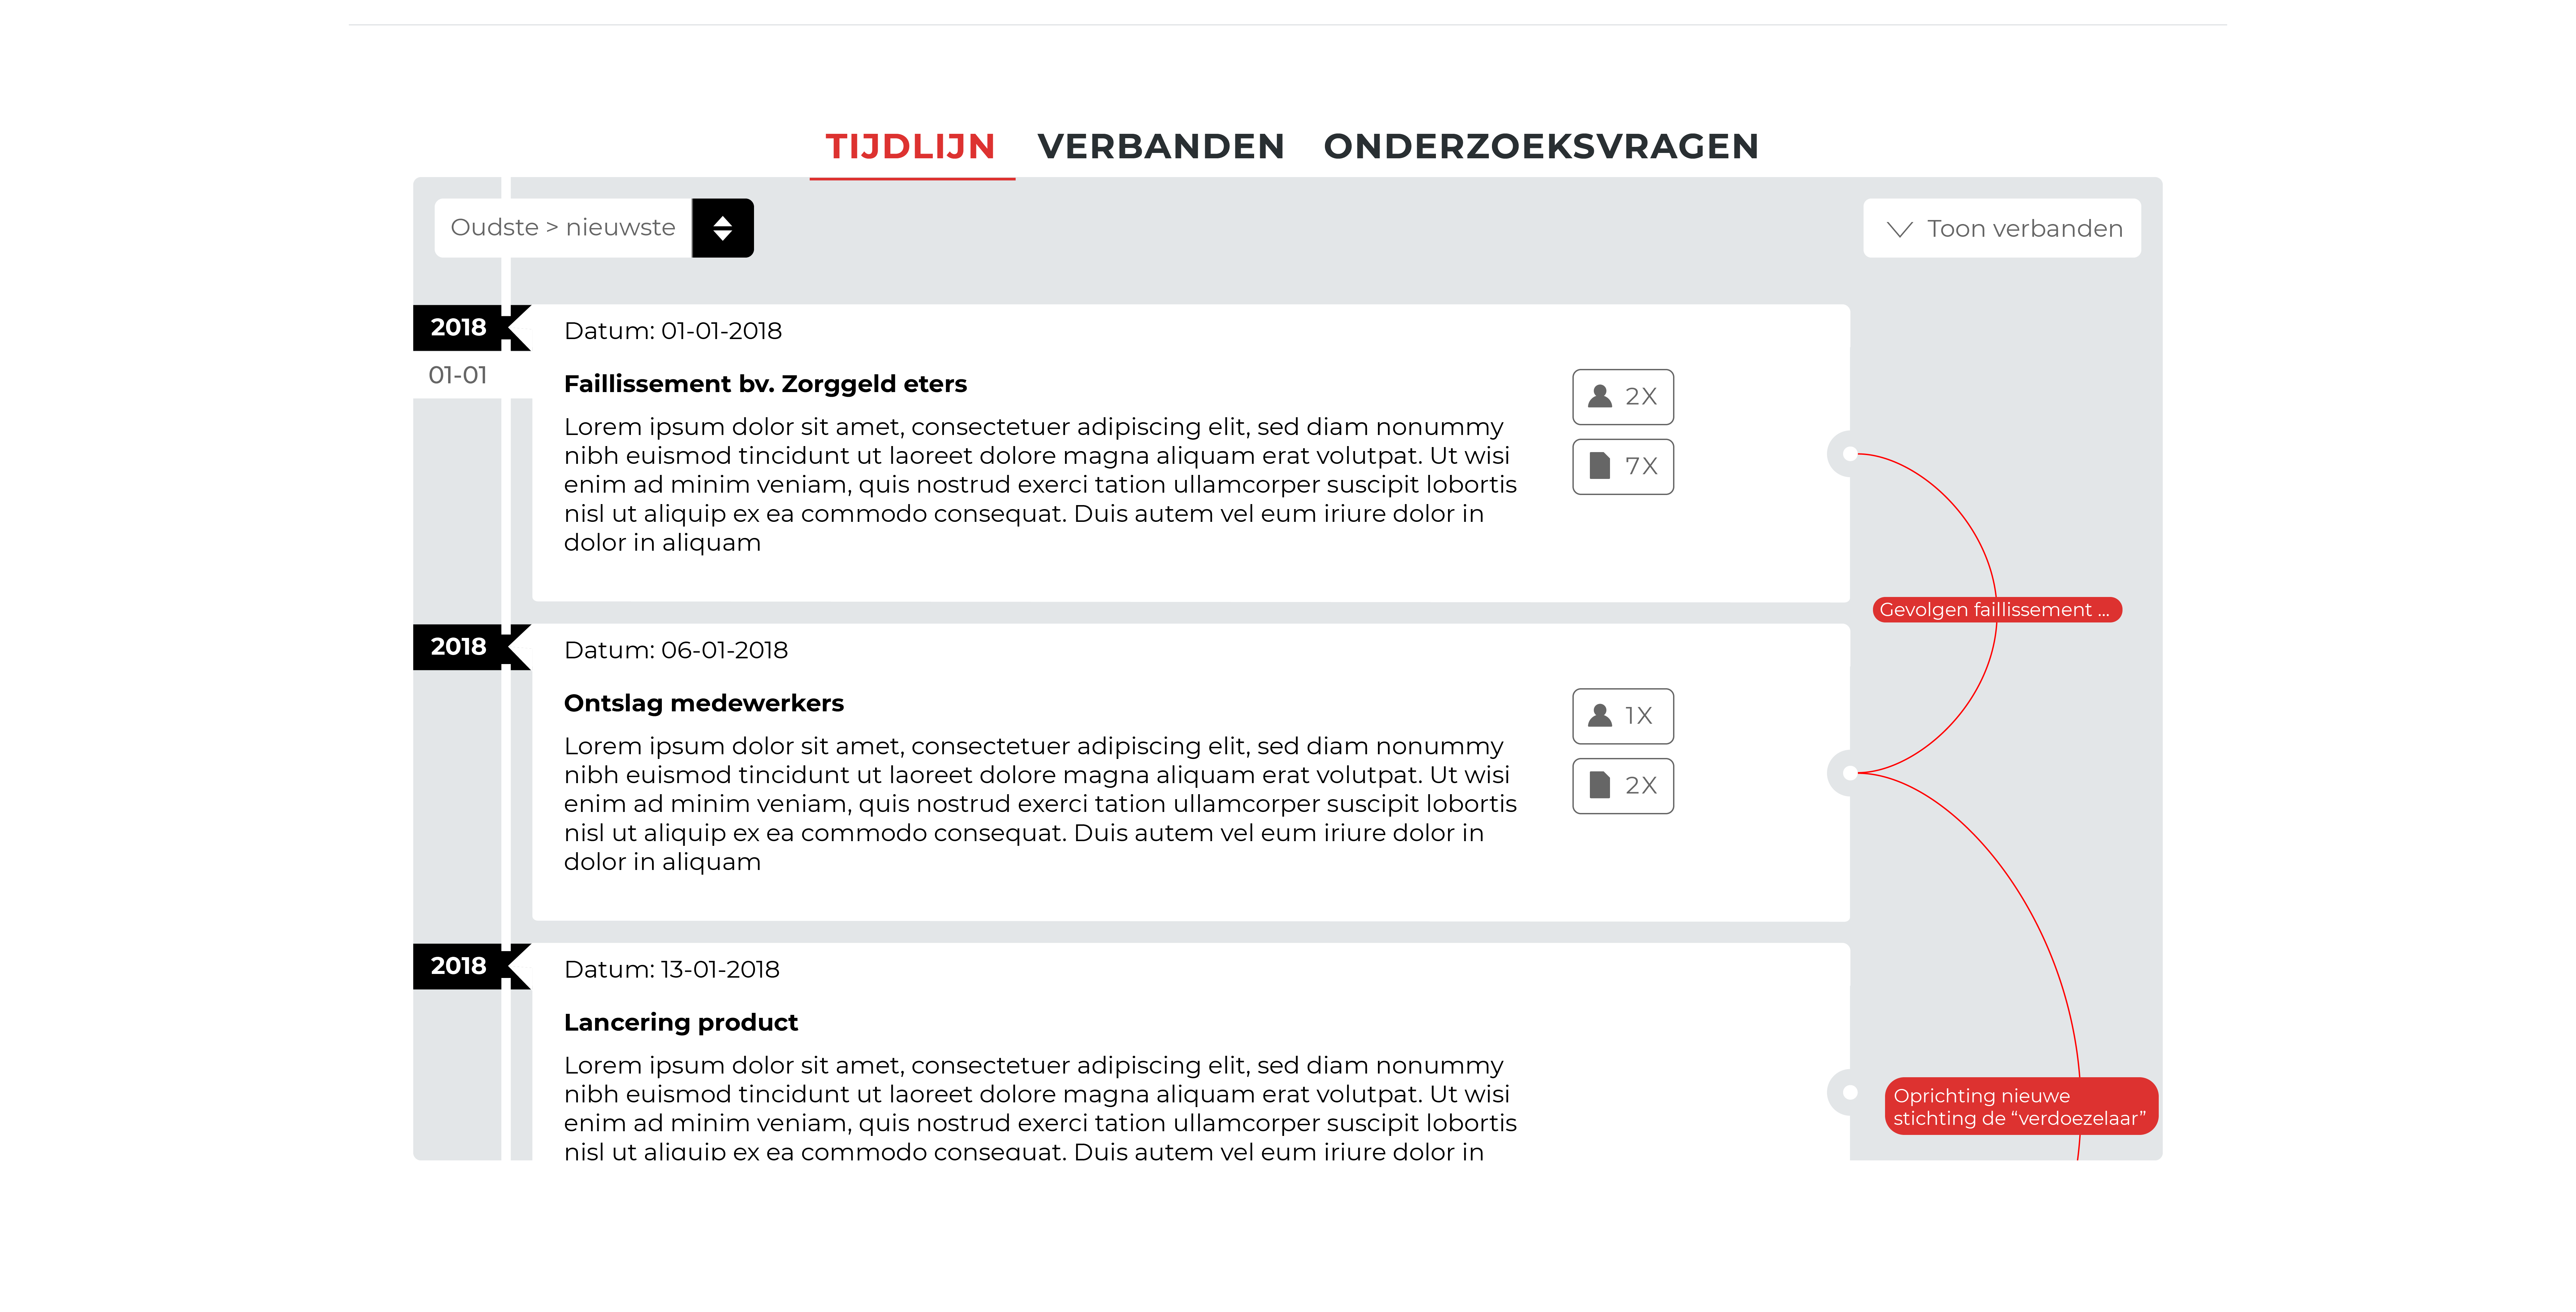 TIJDLIJN VERBANDEN ONDERZOEKSVRAGEN
Oudste > nieuwste
Toon verbanden
2018
01-01
Datum: 01-01-2018
Faillissement bv. Zorggeld eters
Lorem ipsum dolor sit amet, consectetuer adipiscing elit, sed diam nonummy
nibh euismod tincidunt ut laoreet dolore magna aliquam erat volutpat. Ut wisi
enim ad minim veniam, quis nostrud exerci tation ullamcorper suscipit lobortis
nisl ut aliquip ex ea commodo consequat. Duis autem vel eum iriure dolor in
dolor in aliquam
2X
7X
Gevolgen faillissement ...
2018
Datum: 06-01-2018
Ontslag medewerkers
Lorem ipsum dolor sit amet, consectetuer adipiscing elit, sed diam nonummy
nibh euismod tincidunt ut laoreet dolore magna aliquam erat volutpat. Ut wisi
enim ad minim veniam, quis nostrud exerci tation ullamcorper suscipit lobortis
nisl ut aliquip ex ea commodo consequat. Duis autem vel eum iriure dolor in
dolor in aliquam
1X
2X
2018
Datum: 13-01-2018
Lancering product
Lorem ipsum dolor sit amet, consectetuer adipiscing elit, sed diam nonummy
nibh euismod tincidunt ut laoreet dolore magna aliquam erat volutpat. Ut wisi
enim ad minim veniam, quis nostrud exerci tation ullamcorper suscipit lobortis
nisl ut aliquip ex ea commodo consequat. Duis autem vel eum iriure dolor in
Oprichting nieuwe
stichting de “verdoezelaar”